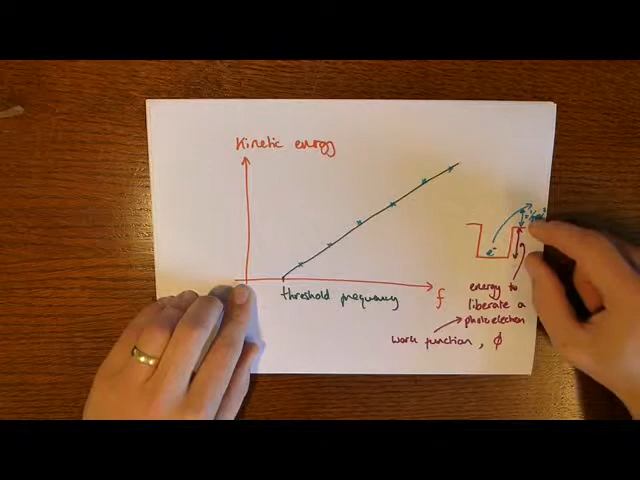 Kinetic energy
e-
threshold frequency
f
energy to
liberate a
photoelectron
work function, ϕ